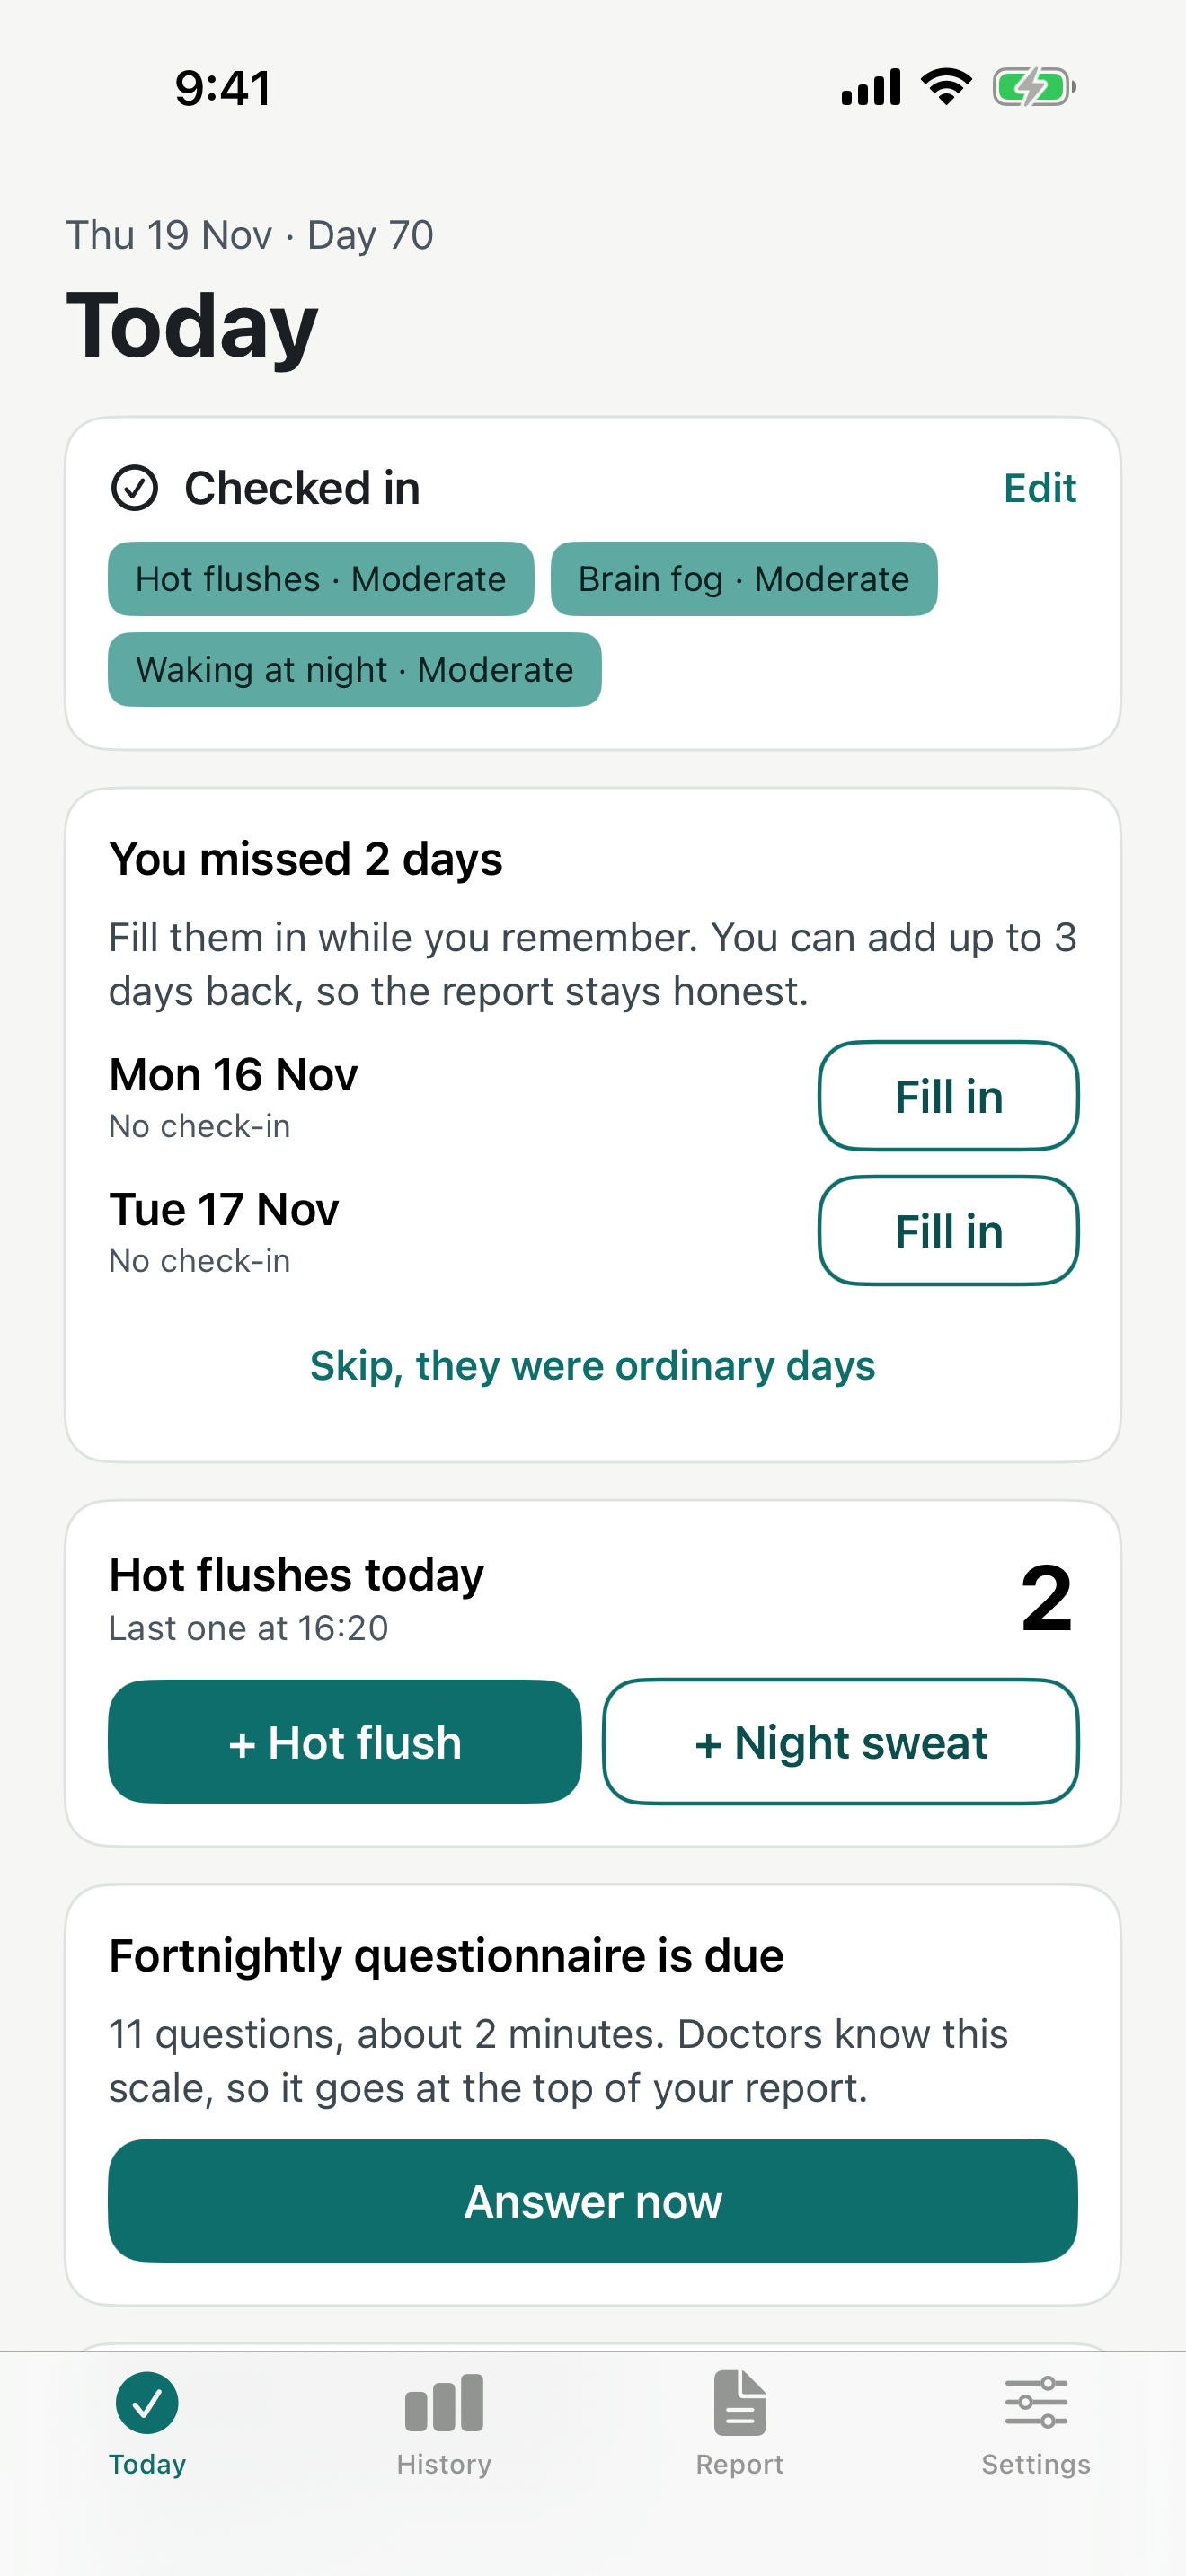 9:41
Thu 19 Nov · Day 70
Today
Checked in
Edit
Hot flushes · Moderate
Brain fog · Moderate
Waking at night · Moderate
You missed 2 days
Fill them in while you remember. You can add up to 3
days back, so the report stays honest.
Mon 16 Nov
No check-in
Fill in
Tue 17 Nov
No check-in
Fill in
Skip, they were ordinary days
Hot flushes today
Last one at 16:20
2
+ Hot flush
+ Night sweat
Fortnightly questionnaire is due
11 questions, about 2 minutes. Doctors know this
scale, so it goes at the top of your report.
Answer now
Today
History
Report
Settings